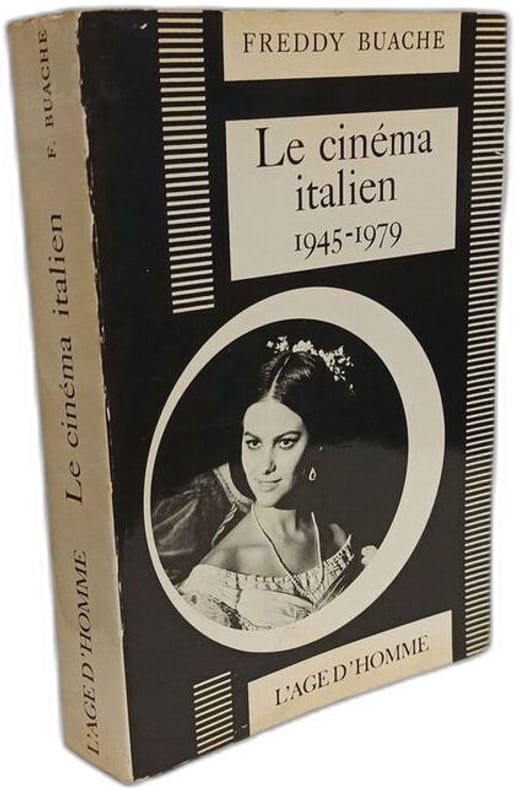 FREDDY BUACHE
Le cinéma
italien
1945-1979
L'AGE D'HOMME
F. BUACHE
Le cinéma italien
L'AGE D'HOMME